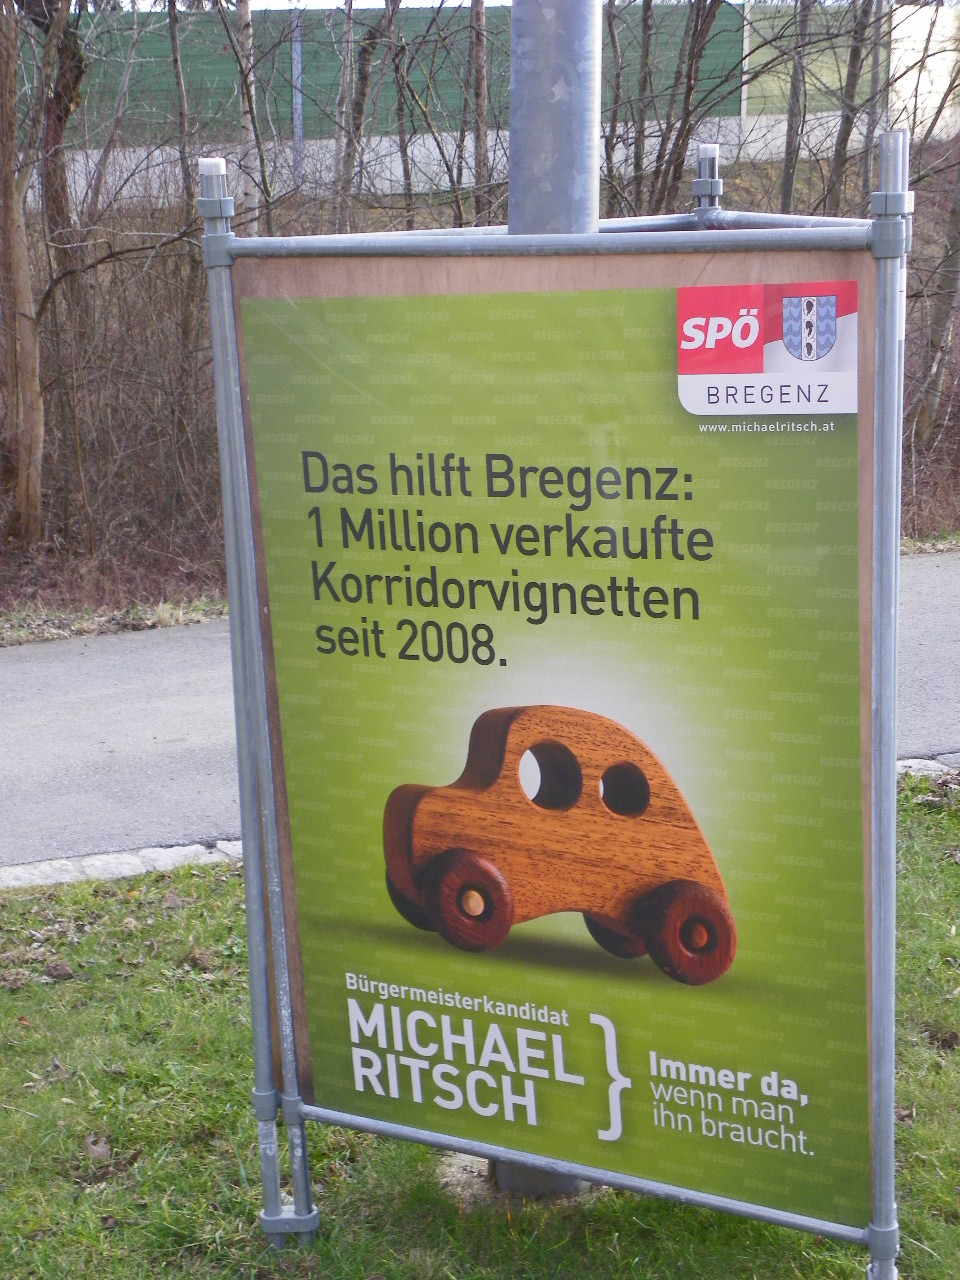 SPÖ
BREGENZ
www.michaelritsch.at
Das hilft Bregenz:
1 Million verkaufte
Korridorvignetten
seit 2008.
Bürgermeisterkandidat
MICHAEL
RITSCH
}
Immer da,
wenn man
ihn braucht.